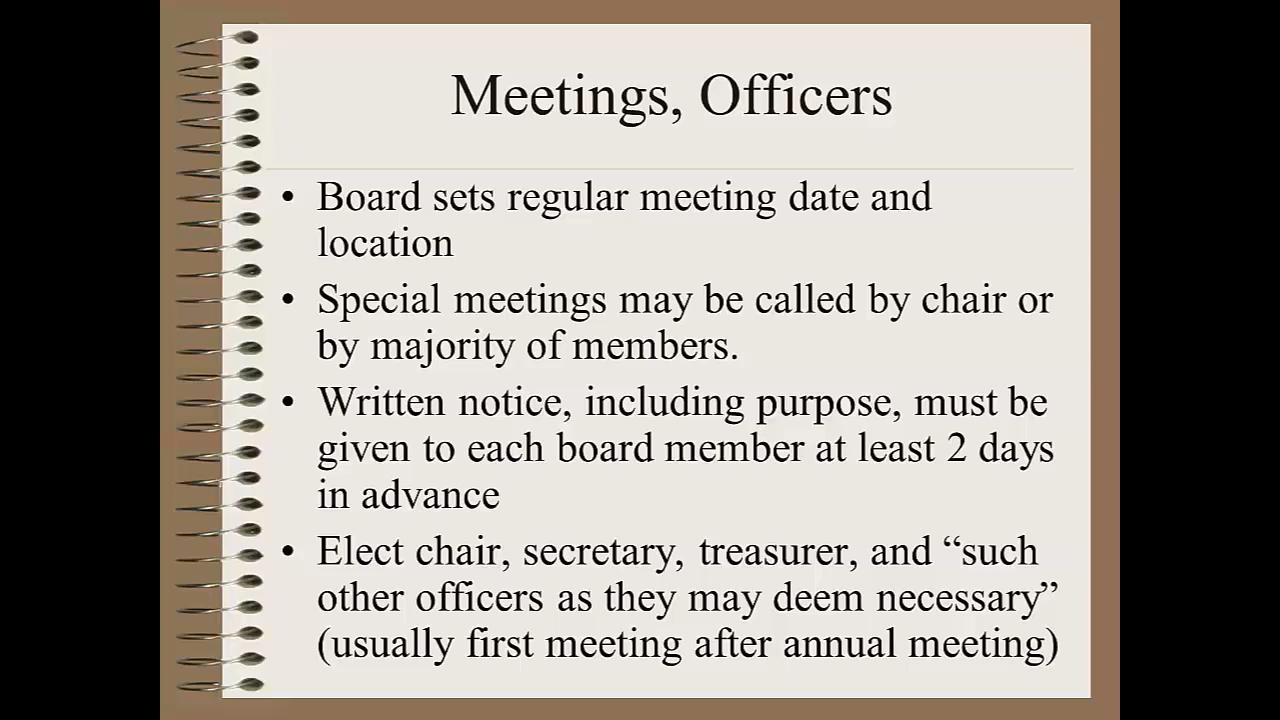 Meetings, Officers
• Board sets regular meeting date and
location
• Special meetings may be called by chair or
by majority of members.
• Written notice, including purpose, must be
given to each board member at least 2 days
in advance
• Elect chair, secretary, treasurer, and “such
other officers as they may deem necessary”
(usually first meeting after annual meeting)